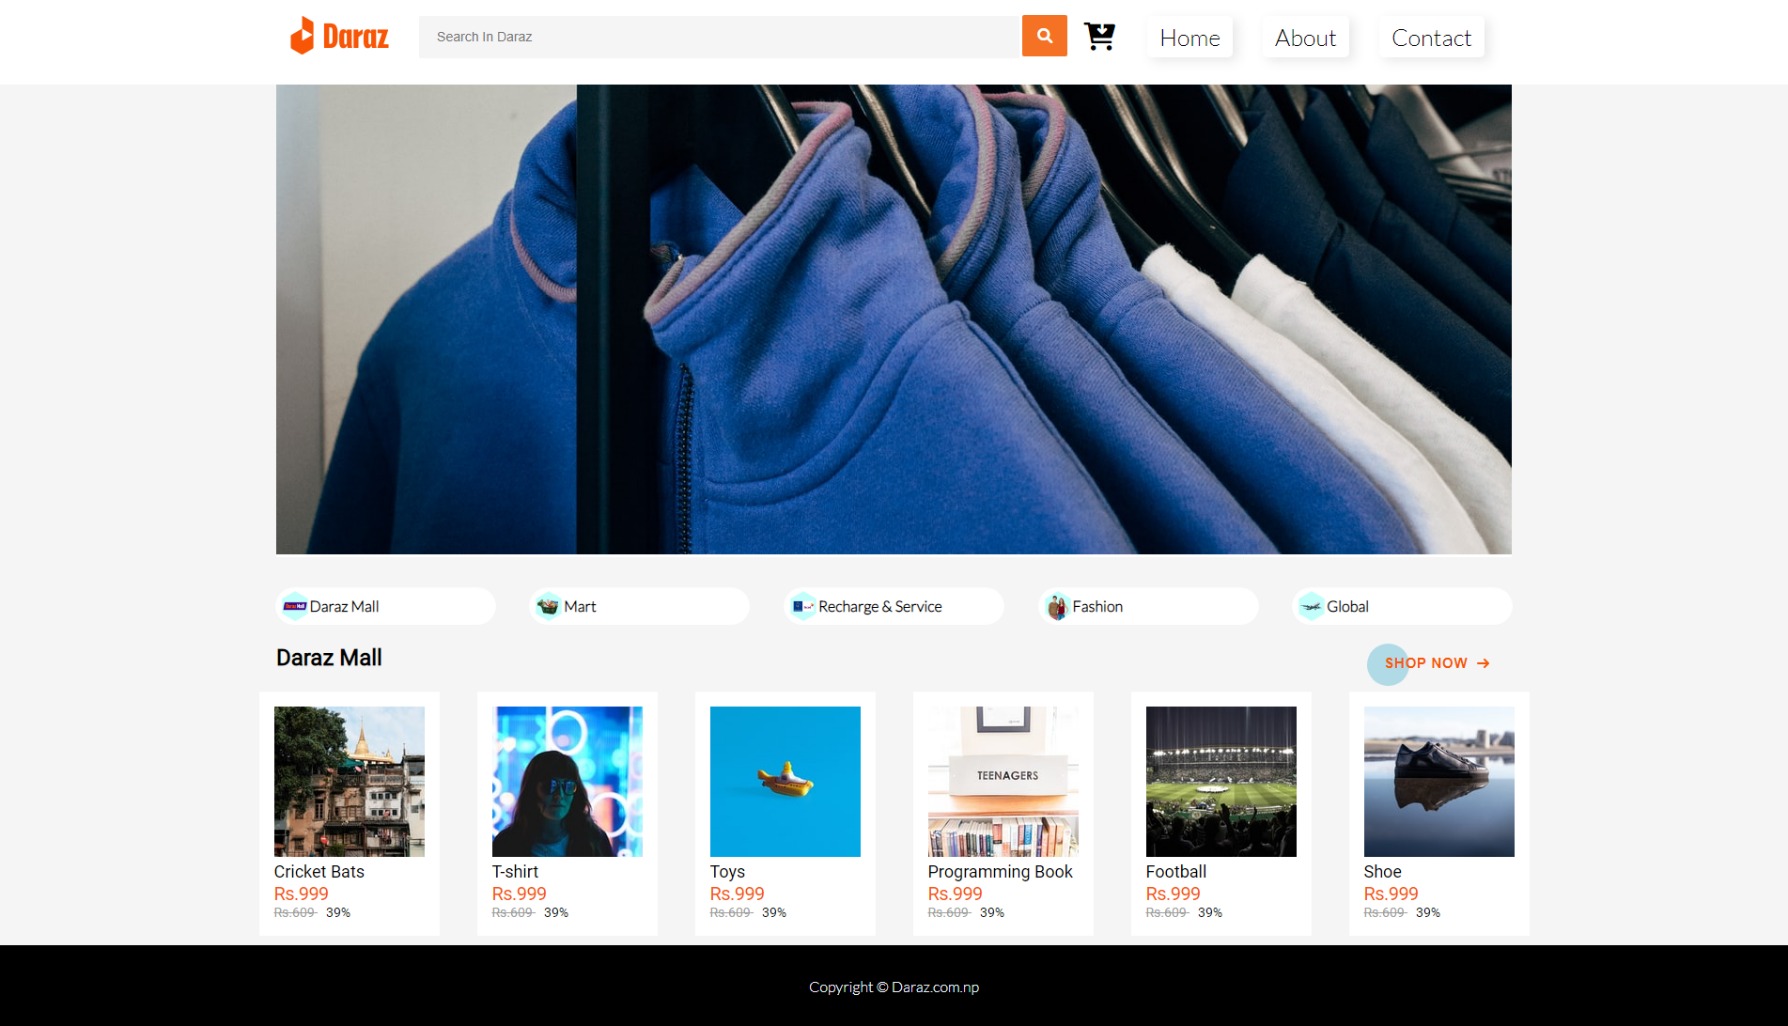 Daraz
Search In Daraz
Home
About
Contact
Daraz Mall
Mart
Recharge & Service
Fashion
Global
Daraz Mall
SHOP NOW →
TEENAGERS
Cricket Bats
Rs.999
Rs.609 39%
T-shirt
Rs.999
Rs.609 39%
Toys
Rs.999
Rs.609 39%
Programming Book
Rs.999
Rs.609 39%
Football
Rs.999
Rs.609 39%
Shoe
Rs.999
Rs.609 39%
Copyright © Daraz.com.np